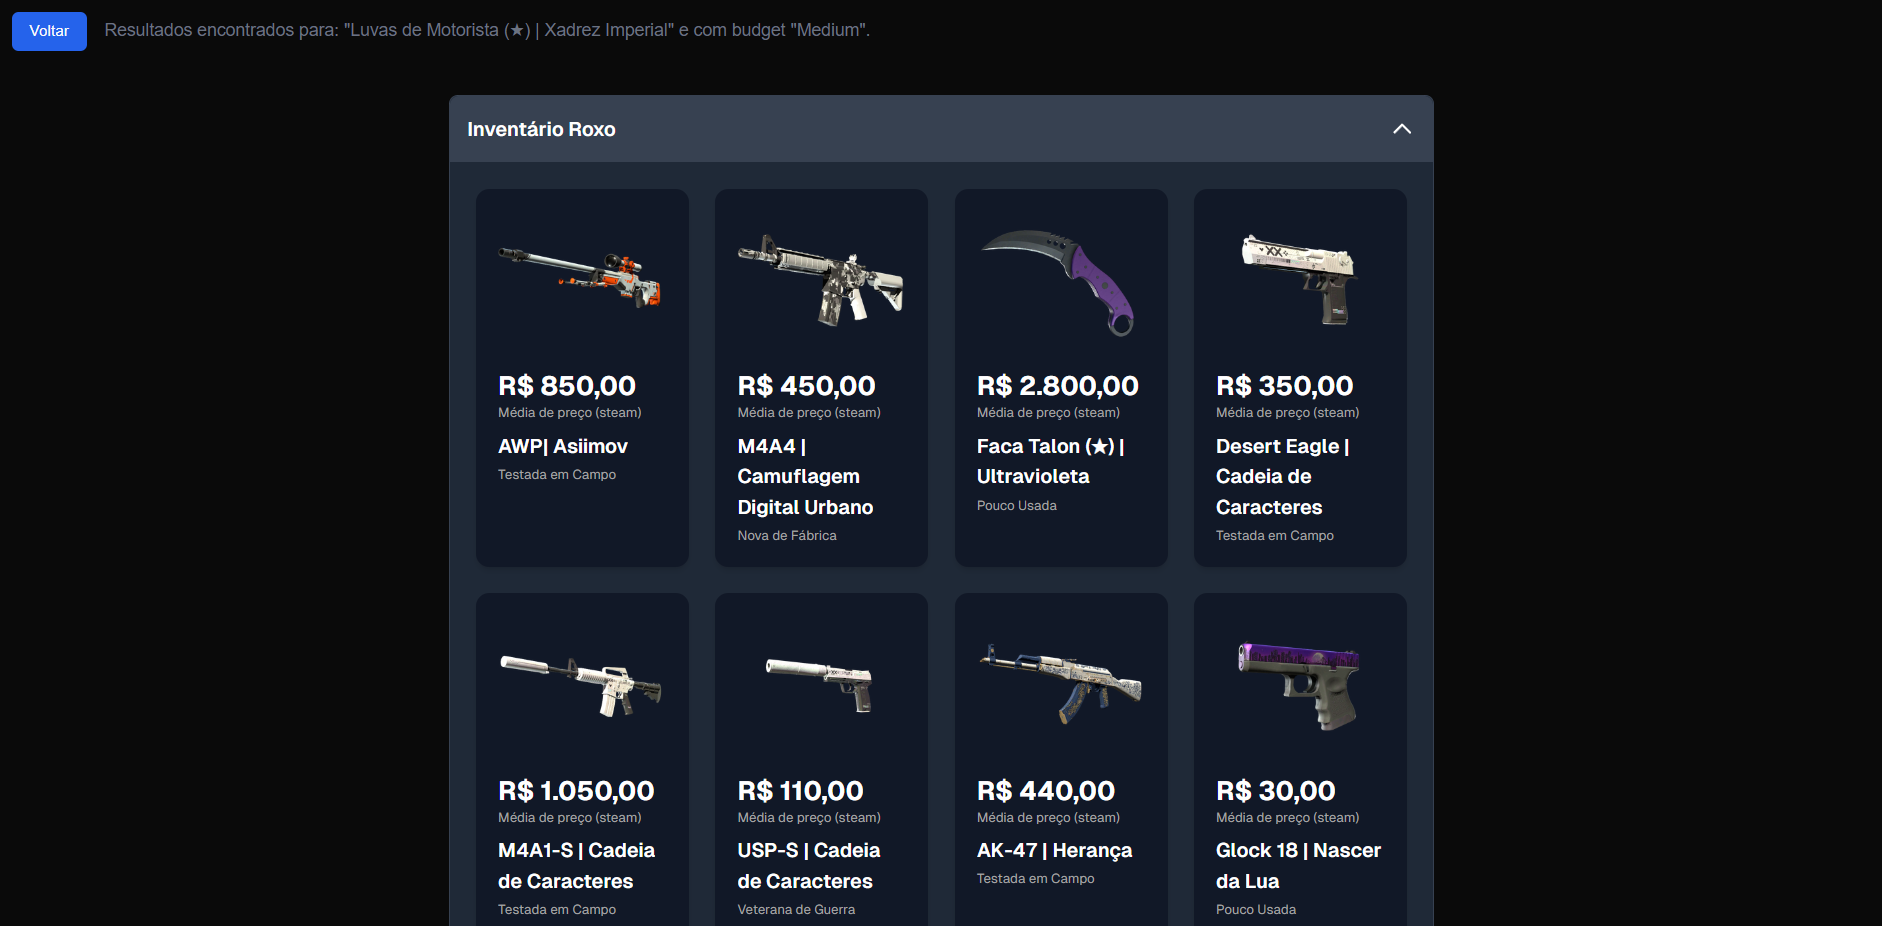 Voltar
Resultados encontrados para: "Luvas de Motorista (★) | Xadrez Imperial" e com budget "Medium".
Inventário Roxo
R$ 850,00
Média de preço (steam)
AWP| Asiimov
Testada em Campo
R$ 450,00
Média de preço (steam)
M4A4 |
Camuflagem
Digital Urbano
Nova de Fábrica
R$ 2.800,00
Média de preço (steam)
Faca Talon (★) |
Ultravioleta
Pouco Usada
R$ 350,00
Média de preço (steam)
Desert Eagle |
Cadeia de
Caracteres
Testada em Campo
R$ 1.050,00
Média de preço (steam)
M4A1-S | Cadeia
de Caracteres
Testada em Campo
R$ 110,00
Média de preço (steam)
USP-S | Cadeia
de Caracteres
Veterana de Guerra
R$ 440,00
Média de preço (steam)
AK-47 | Herança
Testada em Campo
R$ 30,00
Média de preço (steam)
Glock 18 | Nascer
da Lua
Pouco Usada